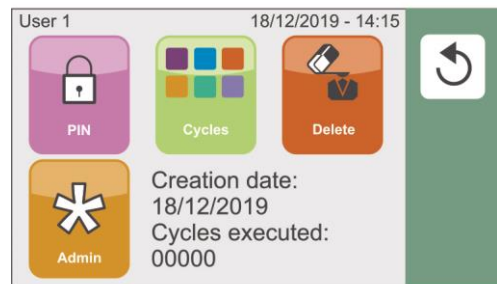 User 1 18/12/2019 - 14:15
PIN Cycles Delete
Admin
Creation date:
18/12/2019
Cycles executed:
00000